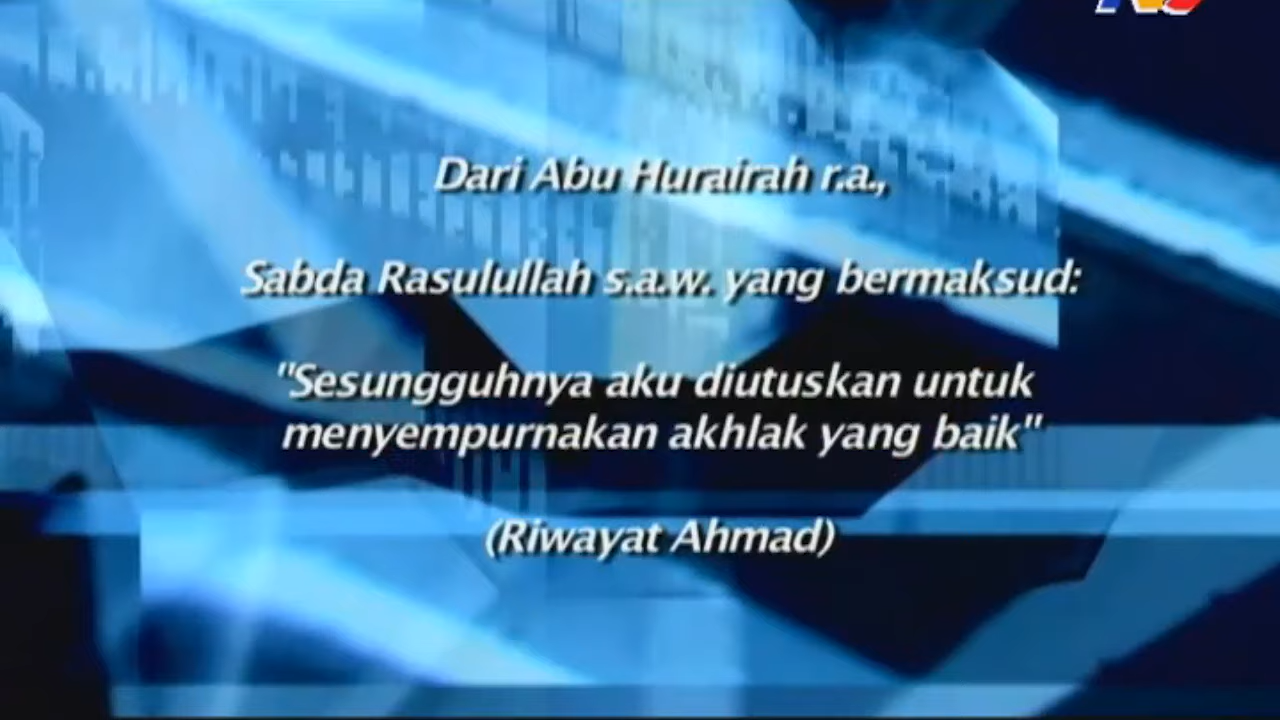 Dari Abu Hurairah r.a.,
Sabda Rasulullah s.a.w. yang bermaksud:
"Sesungguhnya aku diutuskan untuk
menyempurnakan akhlak yang baik"
(Riwayat Ahmad)